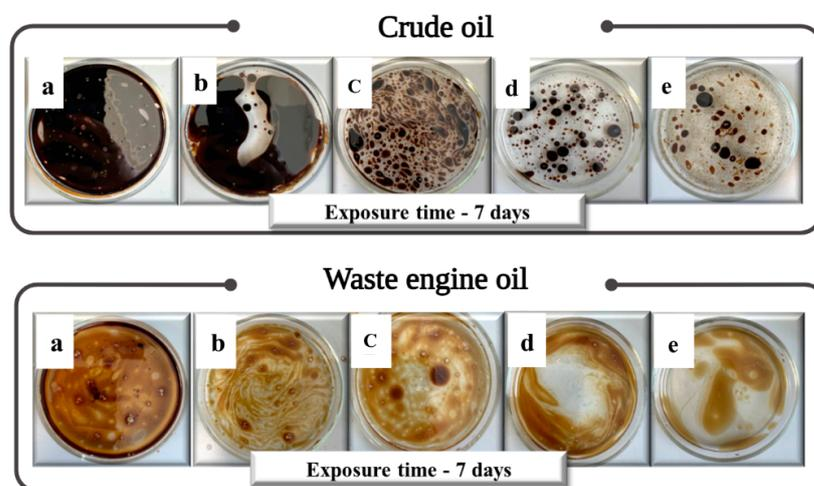 Crude oil
a
b
C
d
e
Exposure time - 7 days
Waste engine oil
a
b
C
d
e
Exposure time - 7 days